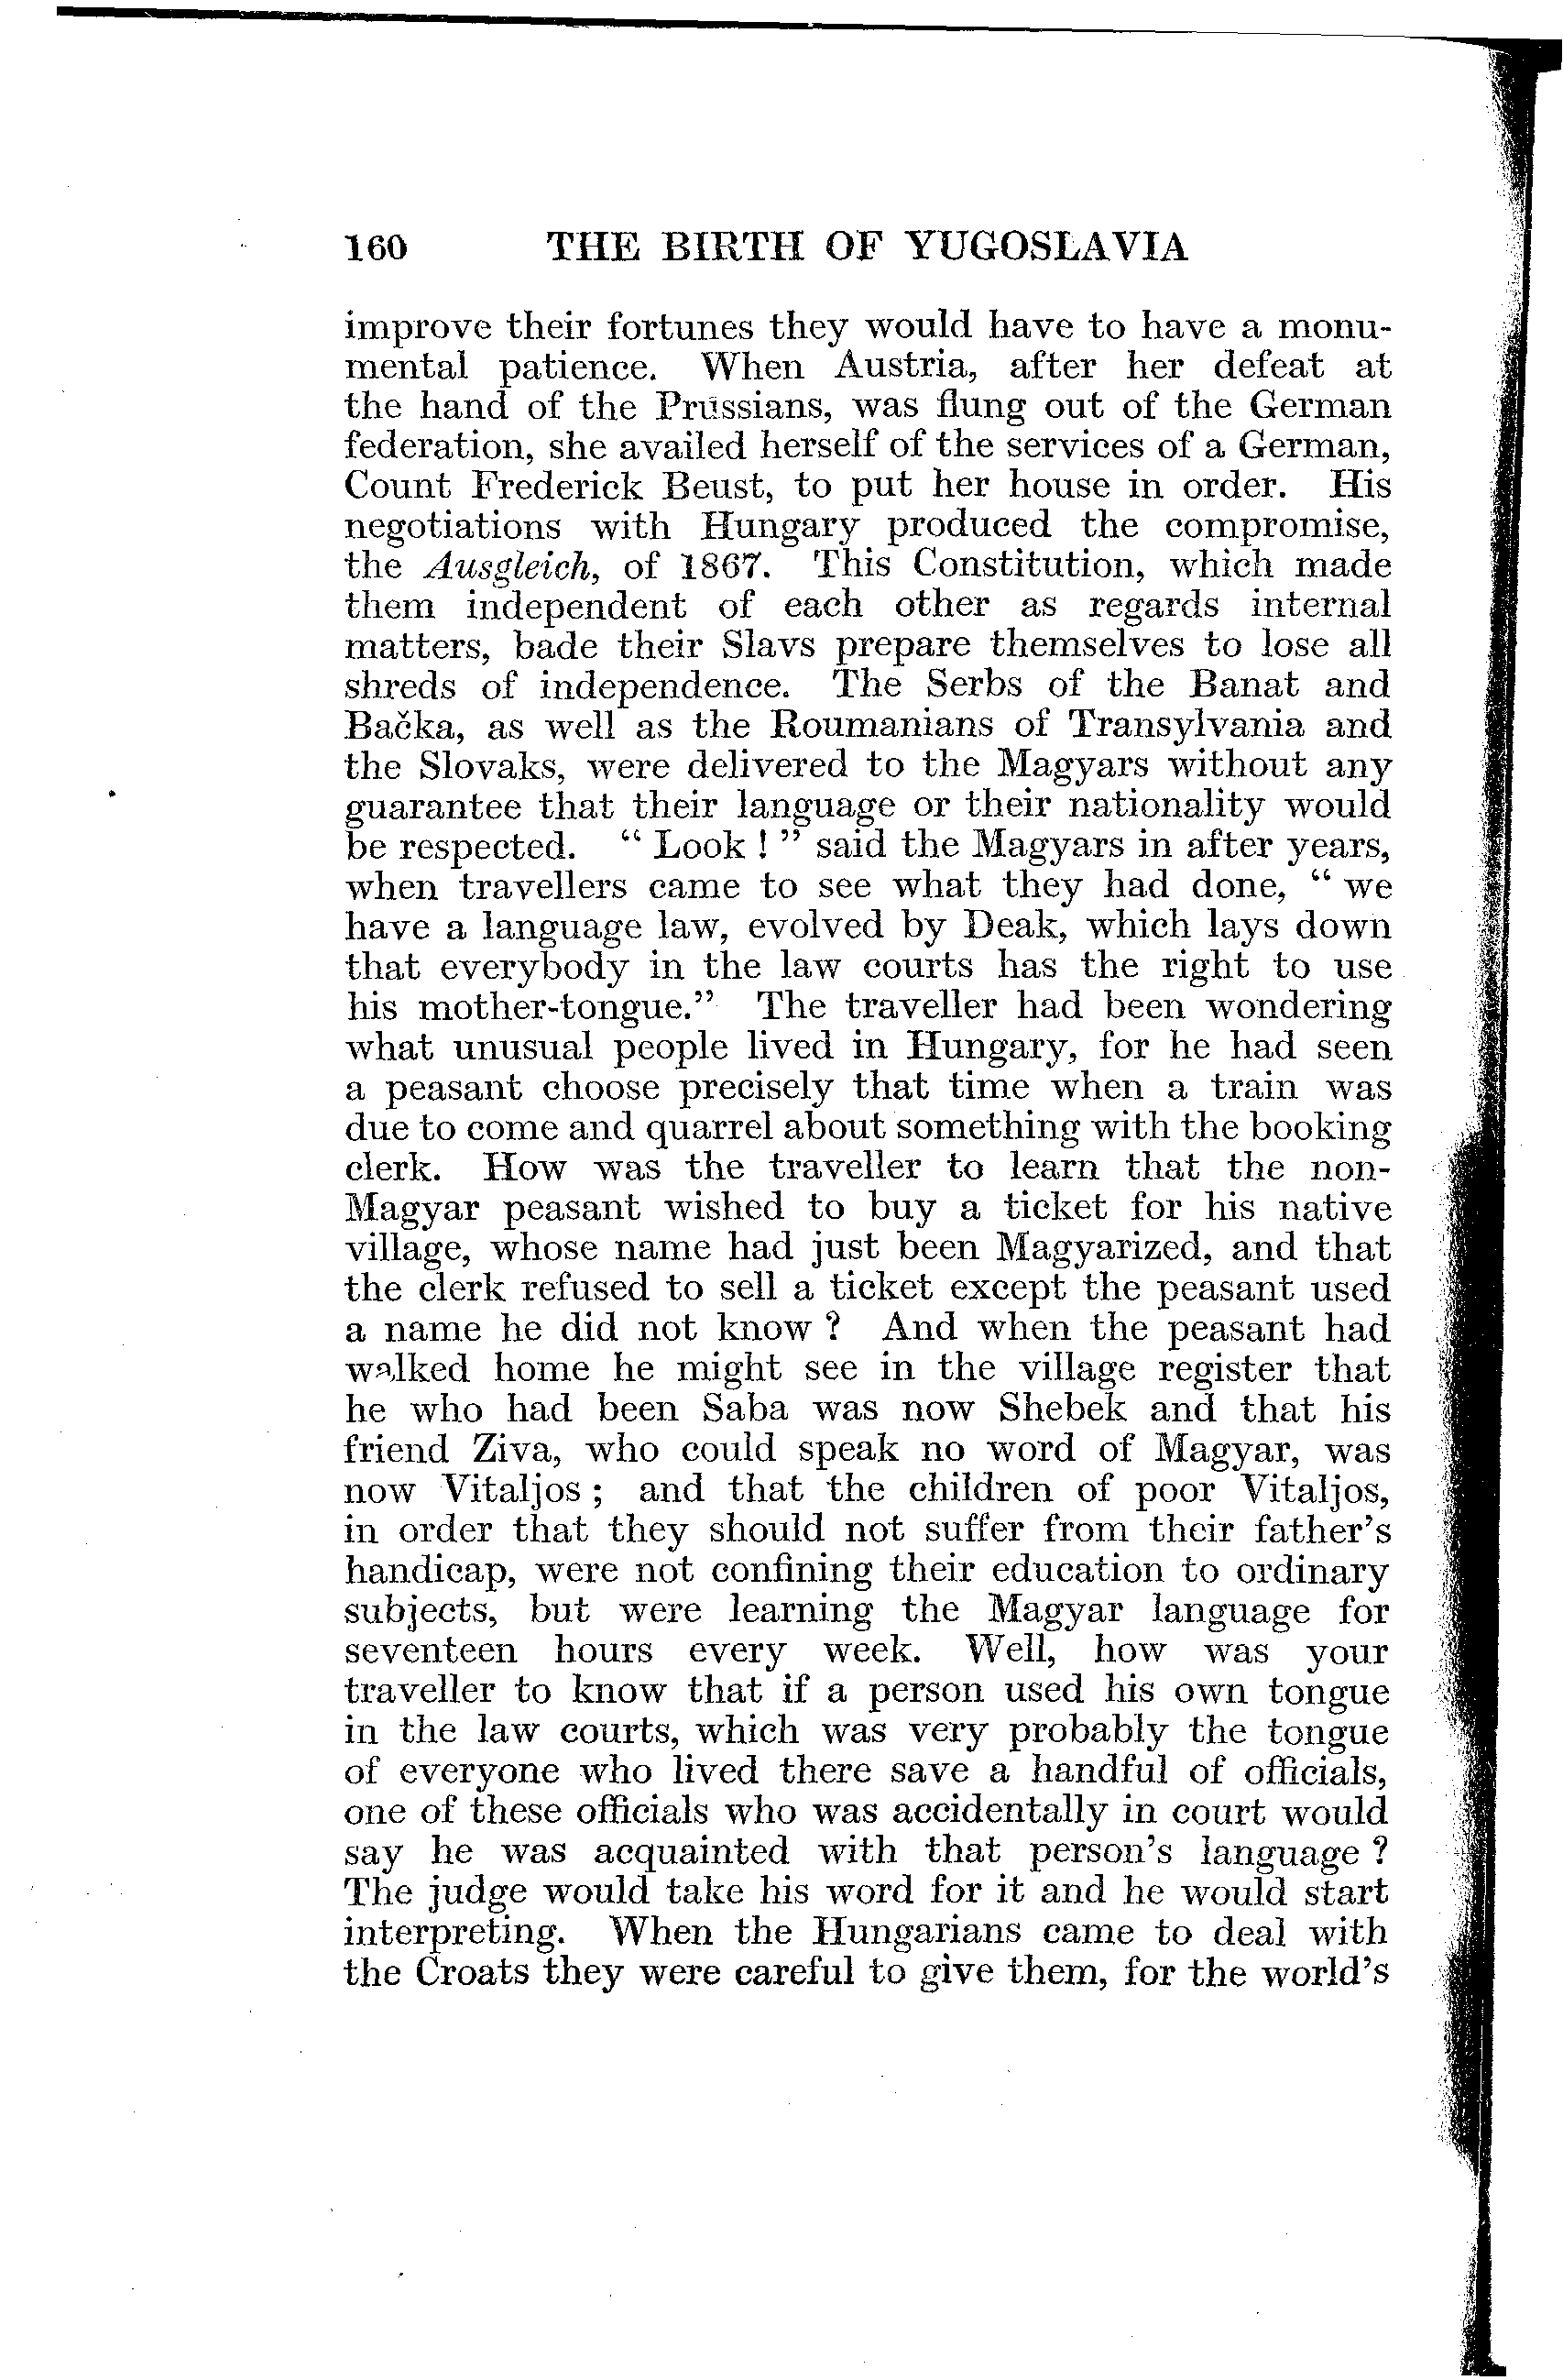 160 THE BIRTH OF YUGOSLAVIA
improve their fortunes they would have to have a monu-
mental patience. When Austria, after her defeat at
the hand of the Prussians, was flung out of the German
federation, she availed herself of the services of a German,
Count Frederick Beust, to put her house in order. His
negotiations with Hungary produced the compromise,
the Ausgleich, of 1867. This Constitution, which made
them independent of each other as regards internal
matters, bade their Slavs prepare themselves to lose all
shreds of independence. The Serbs of the Banat and
Bačka, as well as the Roumanians of Transylvania and
the Slovaks, were delivered to the Magyars without any
guarantee that their language or their nationality would
be respected. “ Look ! ” said the Magyars in after years,
when travellers came to see what they had done, “ we
have a language law, evolved by Deak, which lays down
that everybody in the law courts has the right to use
his mother-tongue.” The traveller had been wondering
what unusual people lived in Hungary, for he had seen
a peasant choose precisely that time when a train was
due to come and quarrel about something with the booking
clerk. How was the traveller to learn that the non-
Magyar peasant wished to buy a ticket for his native
village, whose name had just been Magyarized, and that
the clerk refused to sell a ticket except the peasant used
a name he did not know ? And when the peasant had
walked home he might see in the village register that
he who had been Saba was now Shebek and that his
friend Ziva, who could speak no word of Magyar, was
now Vitaljos ; and that the children of poor Vitaljos,
in order that they should not suffer from their father’s
handicap, were not confining their education to ordinary
subjects, but were learning the Magyar language for
seventeen hours every week. Well, how was your
traveller to know that if a person used his own tongue
in the law courts, which was very probably the tongue
of everyone who lived there save a handful of officials,
one of these officials who was accidentally in court would
say he was acquainted with that person’s language ?
The judge would take his word for it and he would start
interpreting. When the Hungarians came to deal with
the Croats they were careful to give them, for the world’s